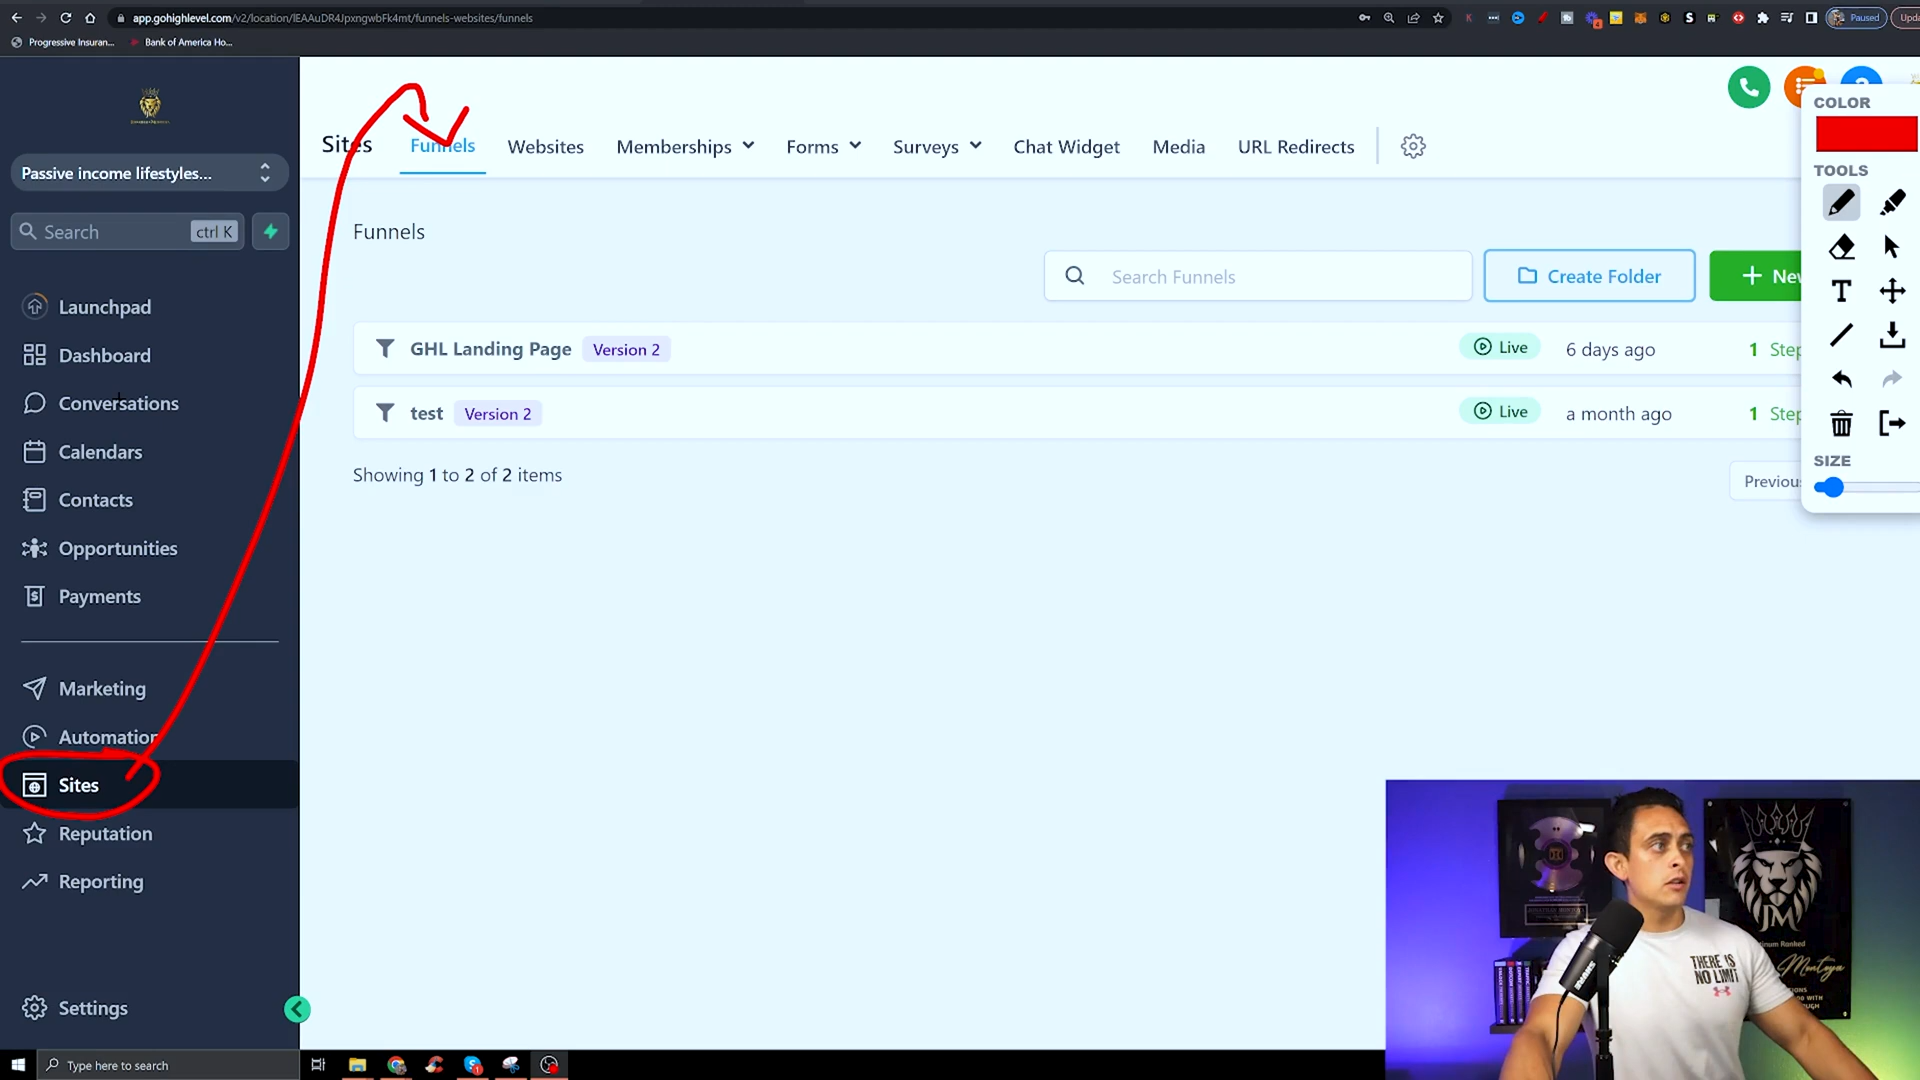 app.gohighlevel.com/v2/location/lEAAuDR4JpxngwbFk4mt/funnels-websites/funnels
Paused
Upda
Progressive Insuran...
Bank of America Ho...
Passive income lifestyles...
Search
ctrl K
Launchpad
Dashboard
Conversations
Calendars
Contacts
Opportunities
Payments
Marketing
Automation
Sites
Reputation
Reporting
Settings
Sites
Funnels
Websites
Memberships
Forms
Surveys
Chat Widget
Media
URL Redirects
Funnels
Search Funnels
Create Folder
+ New
GHL Landing Page
Version 2
Live
6 days ago
1 Step
test
Version 2
Live
a month ago
1 Step
Showing 1 to 2 of 2 items
Previou
COLOR
TOOLS
T
SIZE
THERE IS
NO LIMIT
JM
Montoya
Type here to search